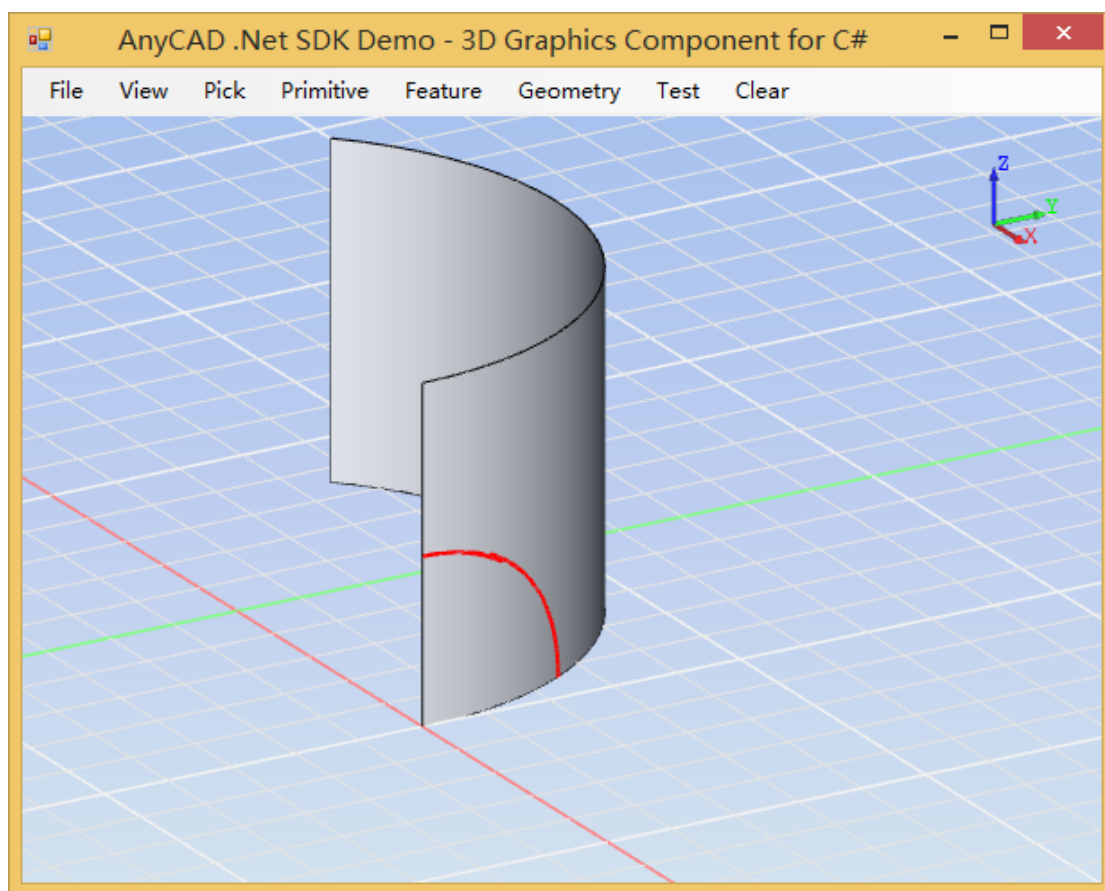 AnyCAD .Net SDK Demo - 3D Graphics Component for C#
File View Pick Primitive Feature Geometry Test Clear
Z
Y
X